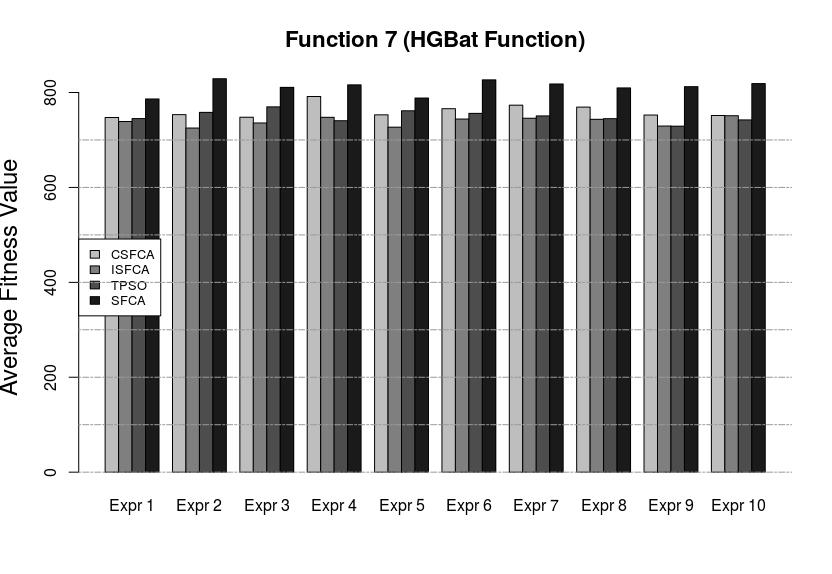 Function 7 (HGBat Function)
Average Fitness Value
800
600
400
200
0
CSFCA
ISFCA
TPSO
SFCA
Expr 1 Expr 2 Expr 3 Expr 4 Expr 5 Expr 6 Expr 7 Expr 8 Expr 9 Expr 10